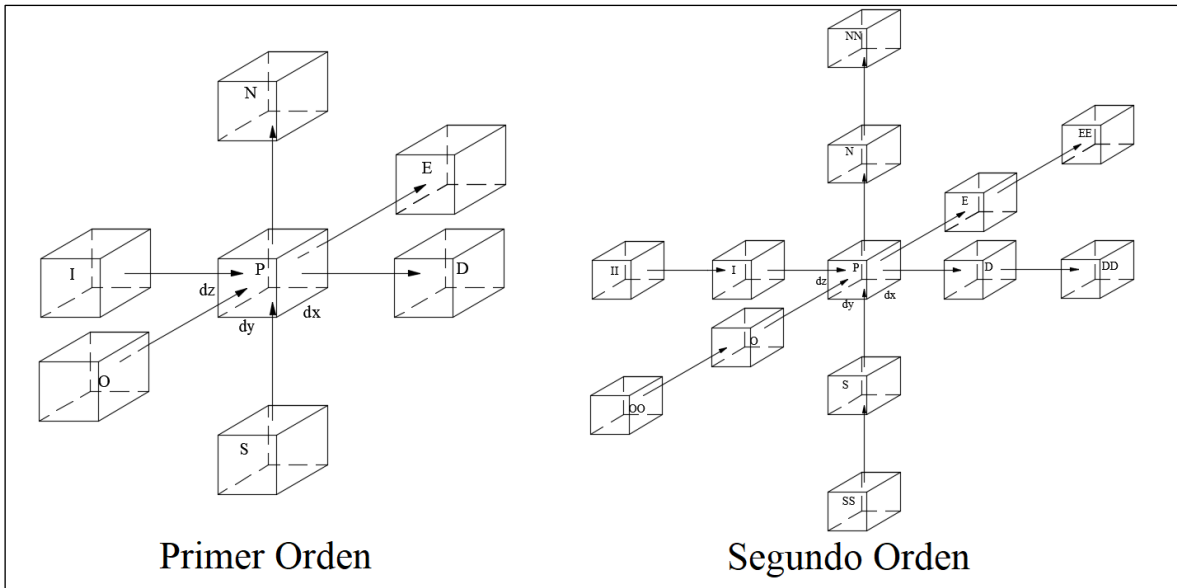 N
E
I
P
D
dz
dy
dx
O
S
Primer Orden
NN
N
EE
E
II
I
P
D
DD
dz
dy
dx
O
OO
S
SS
Segundo Orden